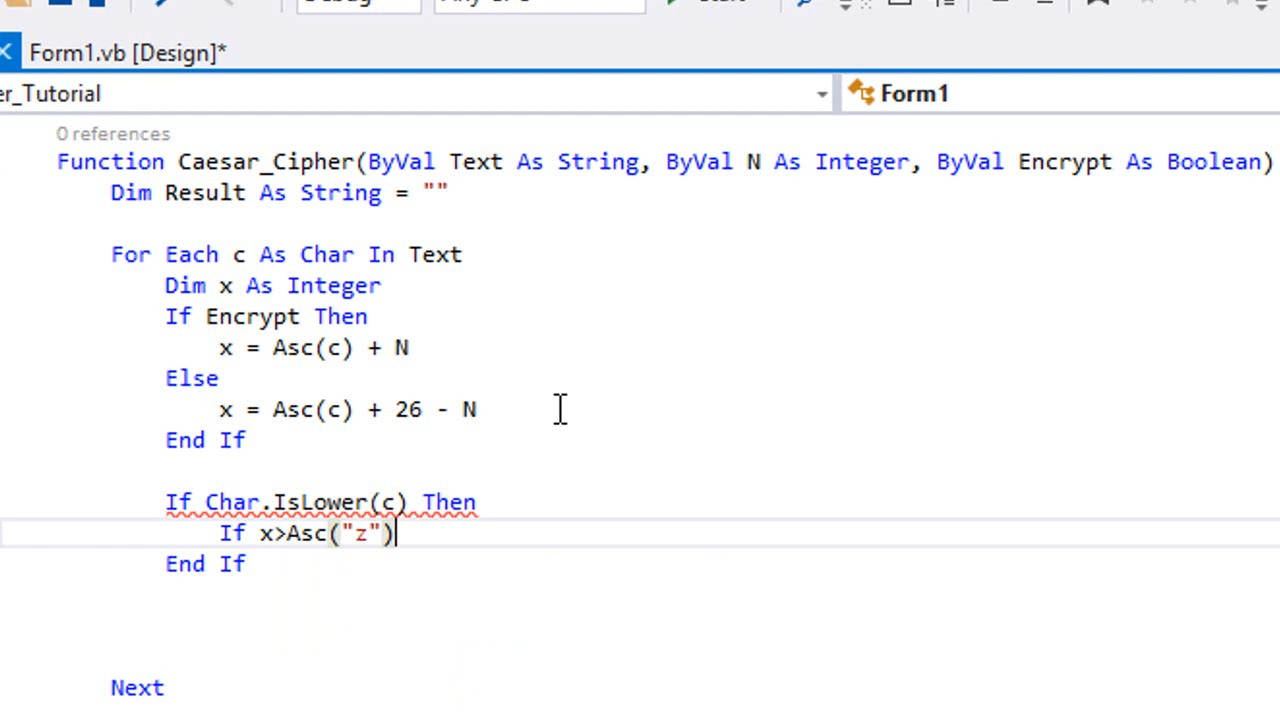 Form1.vb [Design]*
er_Tutorial
Form1
0 references
Function Caesar_Cipher(ByVal Text As String, ByVal N As Integer, ByVal Encrypt As Boolean)
Dim Result As String = ""
For Each c As Char In Text
Dim x As Integer
If Encrypt Then
x = Asc(c) + N
Else
x = Asc(c) + 26 - N
End If
If Char.IsLower(c) Then
If x>Asc("z")
End If
Next